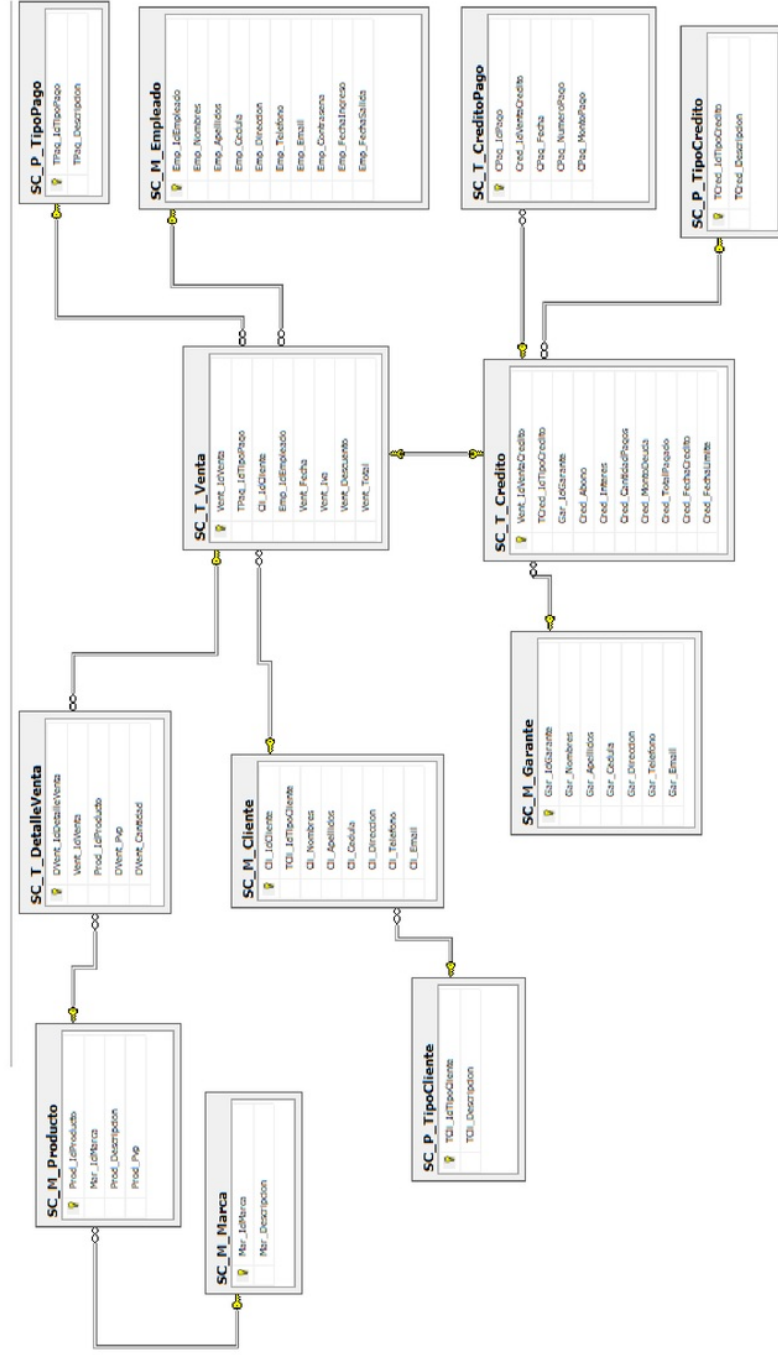 SC_M_Producto
Prod_IdProducto
Mar_IdMarca
Prod_Descripcion
Prod_Pvp
SC_M_Marca
Mar_IdMarca
Mar_Descripcion
SC_T_DetalleVenta
DVent_IdDetalleVenta
Vent_IdVenta
Prod_IdProducto
DVent_Pvp
DVent_Cantidad
SC_M_Cliente
Cli_IdCliente
TCli_IdTipoCliente
Cli_Nombres
Cli_Apellidos
Cli_Cedula
Cli_Direccion
Cli_Telefono
Cli_Email
SC_P_TipoCliente
TCli_IdTipoCliente
TCli_Descripcion
SC_T_Venta
Vent_IdVenta
TPag_IdTipoPago
Cli_IdCliente
Emp_IdEmpleado
Vent_Fecha
Vent_Iva
Vent_Descuento
Vent_Total
SC_M_Garante
Gar_IdGarante
Gar_Nombres
Gar_Apellidos
Gar_Cedula
Gar_Direccion
Gar_Telefono
Gar_Email
SC_T_Credito
Vent_IdVentaCredito
TCred_IdTipoCredito
Gar_IdGarante
Cred_Abono
Cred_Interes
Cred_CantidadPagos
Cred_MontoDeuda
Cred_TotalPagado
Cred_FechaCredito
Cred_FechaLimite
SC_P_TipoPago
TPag_IdTipoPago
TPag_Descripcion
SC_M_Empleado
Emp_IdEmpleado
Emp_Nombres
Emp_Apellidos
Emp_Cedula
Emp_Direccion
Emp_Telefono
Emp_Email
Emp_Contrasena
Emp_FechaIngreso
Emp_FechaSalida
SC_T_CreditoPago
CPag_IdPago
Cred_IdVentaCredito
CPag_Fecha
CPag_NumeroPago
CPag_MontoPago
SC_P_TipoCredito
TCred_IdTipoCredito
TCred_Descripcion